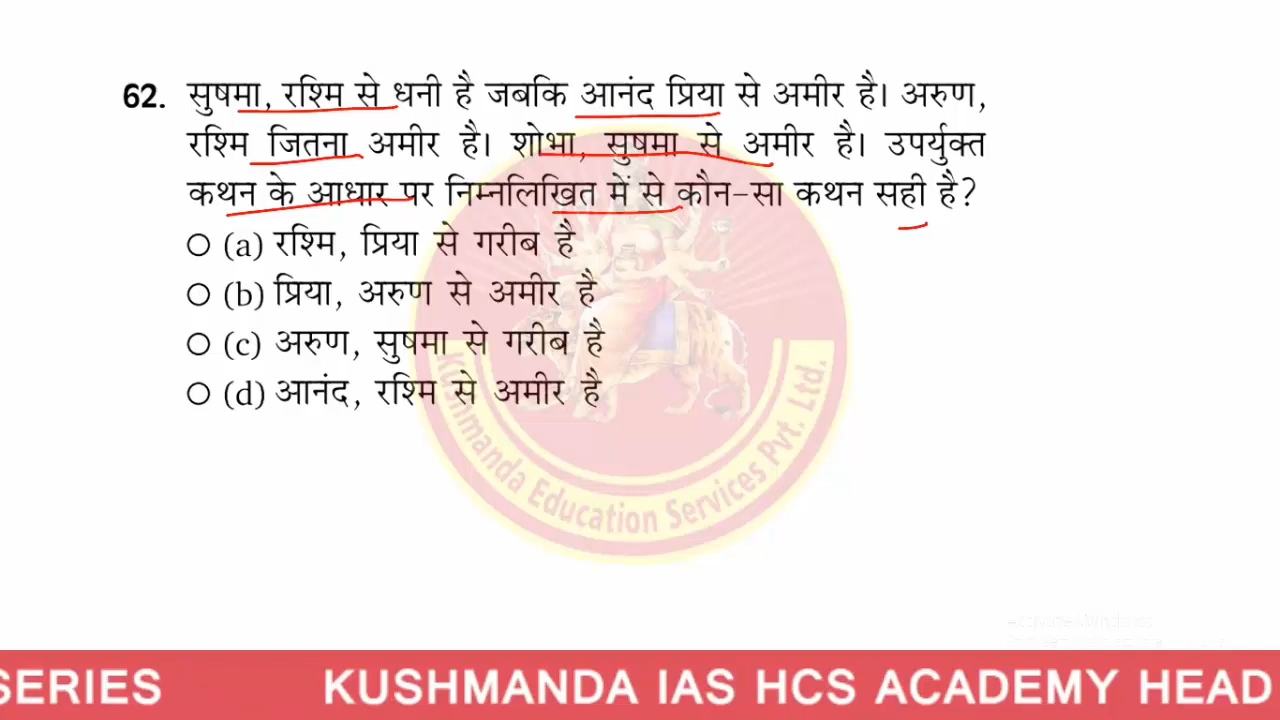 62. सुषमा, रश्मि से धनी है जबकि आनंद प्रिया से अमीर है। अरुण,
रश्मि जितना अमीर है। शोभा, सुषमा से अमीर है। उपर्युक्त
कथन के आधार पर निम्नलिखित में से कौन-सा कथन सही है?
(a) रश्मि, प्रिया से गरीब है
(b) प्रिया, अरुण से अमीर है
(c) अरुण, सुषमा से गरीब है
(d) आनंद, रश्मि से अमीर है
Kushmanda Education Services Pvt. Ltd.
SERIES KUSHMANDA IAS HCS ACADEMY HEAD